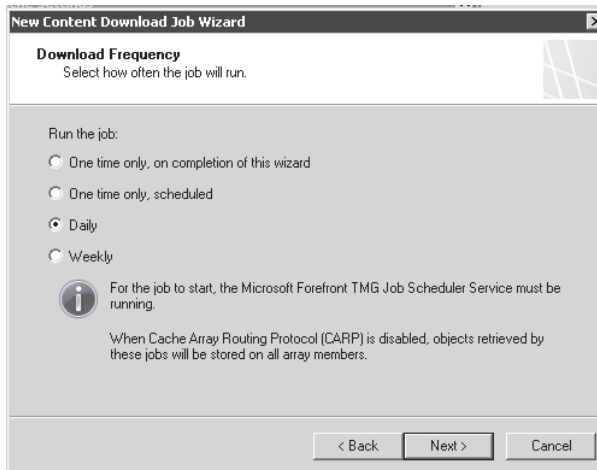 New Content Download Job Wizard
Download Frequency
Select how often the job will run.
Run the job:
One time only, on completion of this wizard
One time only, scheduled
Daily
Weekly
For the job to start, the Microsoft Forefront TMG Job Scheduler Service must be
running.
When Cache Array Routing Protocol (CARP) is disabled, objects retrieved by
these jobs will be stored on all array members.
< Back Next > Cancel